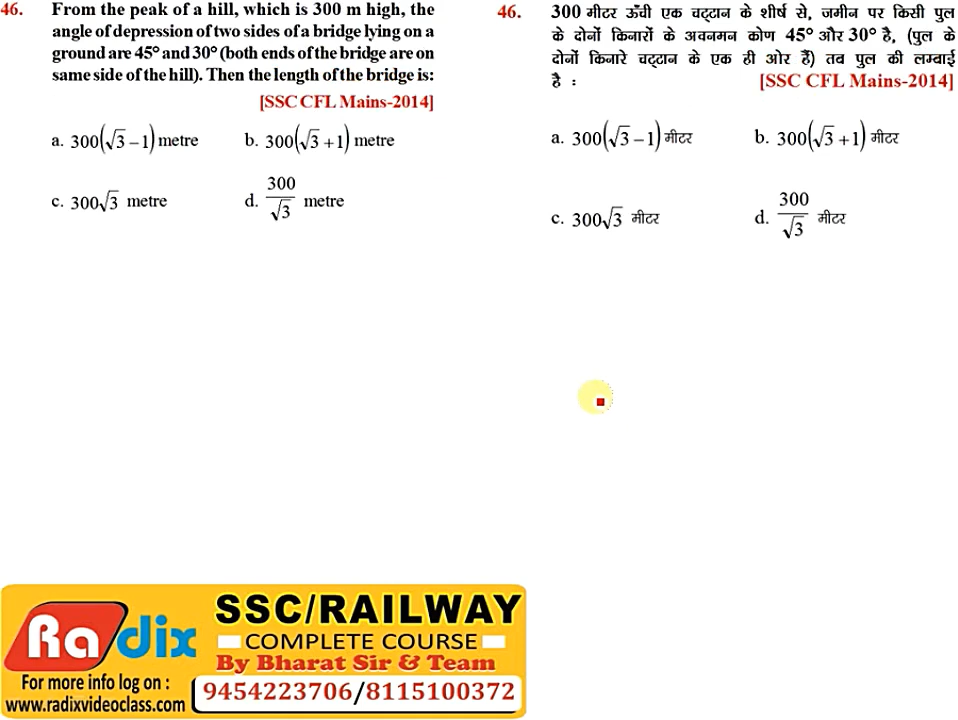 46. From the peak of a hill, which is 300 m high, the
angle of depression of two sides of a bridge lying on a
ground are 45° and 30° (both ends of the bridge are on
same side of the hill). Then the length of the bridge is:
[SSC CFL Mains-2014]
a. 300(√3 – 1) metre b. 300(√3 + 1) metre
c. 300√3 metre d. 300/√3 metre
46. 300 मीटर ऊँची एक चट्टान के शीर्ष से, जमीन पर किसी पुल
के दोनों किनारों के अवनमन कोण 45° और 30° है, (पुल के
दोनों किनारे चट्टान के एक ही ओर हैं) तब पुल की लम्बाई
है : [SSC CFL Mains-2014]
a. 300(√3 – 1) मीटर b. 300(√3 + 1) मीटर
c. 300√3 मीटर d. 300/√3 मीटर
Radix
For more info log on :
www.radixvideoclass.com
SSC/RAILWAY
COMPLETE COURSE
By Bharat Sir & Team
9454223706/8115100372